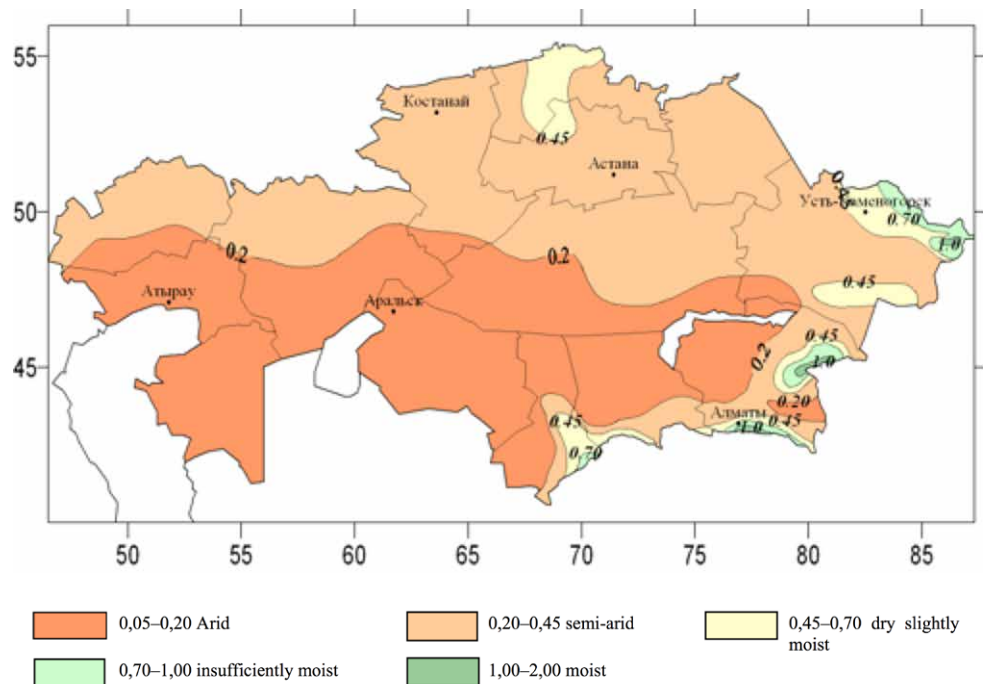 55
Костанай
0.45
Астана
50
Усть-Каменогорск
0.70
1.0
0.2
0.2
Атырау
Аральск
0.45
0.45
45
0.2
1.0
0.20
Алматы
0.45
1.0
0.45
0.70
50 55 60 65 70 75 80 85
0,05–0,20 Arid
0,20–0,45 semi-arid
0,45–0,70 dry slightly
moist
0,70–1,00 insufficiently moist
1,00–2,00 moist